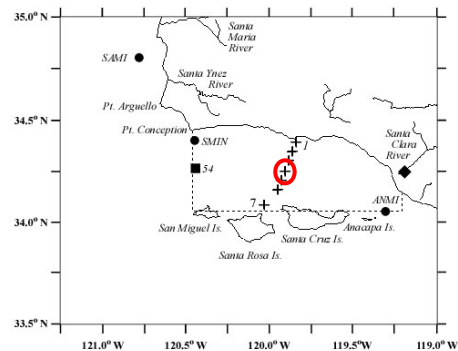 35.0° N
Santa
Maria
River
SAMI
Santa Ynez
River
Pt. Arguello
34.5° N
Pt. Conception
SMIN
1
Santa
Clara
River
54
7
ANMI
34.0° N
San Miguel Is.
Anacapa Is.
Santa Cruz Is.
Santa Rosa Is.
33.5° N
121.0° W
120.5° W
119.9° W
119.5° W
119.0° W